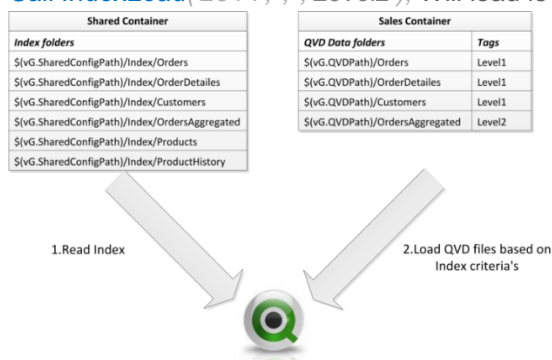 Shared Container
Index folders
$(vG.SharedConfigPath)/Index/Orders
$(vG.SharedConfigPath)/Index/OrderDetailes
$(vG.SharedConfigPath)/Index/Customers
$(vG.SharedConfigPath)/Index/OrdersAggregated
$(vG.SharedConfigPath)/Index/Products
$(vG.SharedConfigPath)/Index/ProductHistory
Sales Container
QVD Data folders Tags
$(vG.QVDPath)/Orders Level1
$(vG.QVDPath)/OrderDetailes Level1
$(vG.QVDPath)/Customers Level1
$(vG.QVDPath)/OrdersAggregated Level2
1.Read Index
2.Load QVD files based on
Index criteria's